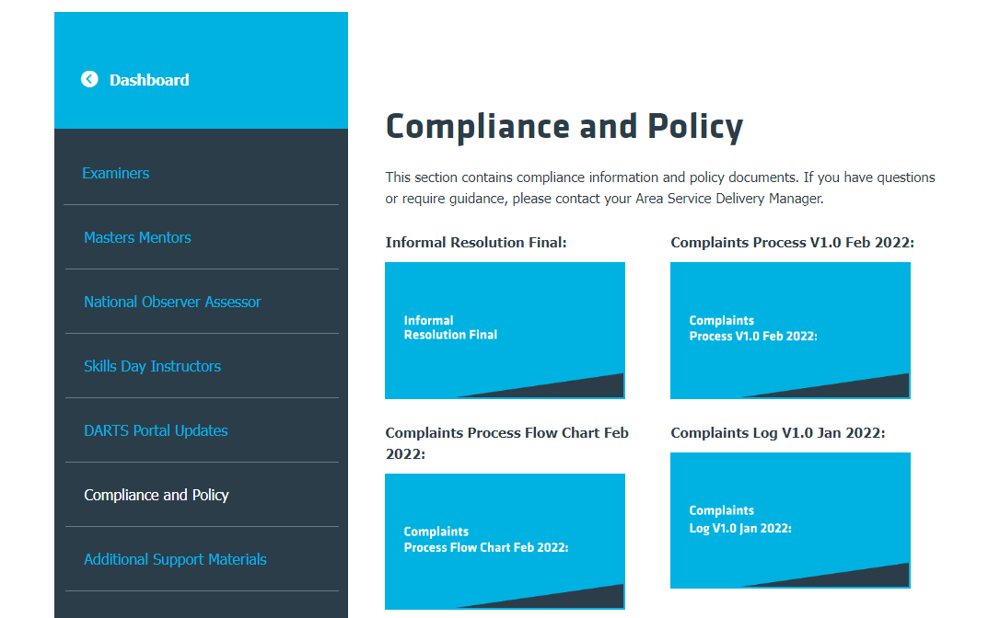 Dashboard
Examiners
Masters Mentors
National Observer Assessor
Skills Day Instructors
DARTS Portal Updates
Compliance and Policy
Additional Support Materials
Compliance and Policy
This section contains compliance information and policy documents. If you have questions
or require guidance, please contact your Area Service Delivery Manager.
Informal Resolution Final:
Informal
Resolution Final
Complaints Process V1.0 Feb 2022:
Complaints
Process V1.0 Feb 2022:
Complaints Process Flow Chart Feb
2022:
Complaints
Process Flow Chart Feb 2022:
Complaints Log V1.0 Jan 2022:
Complaints
Log V1.0 Jan 2022: